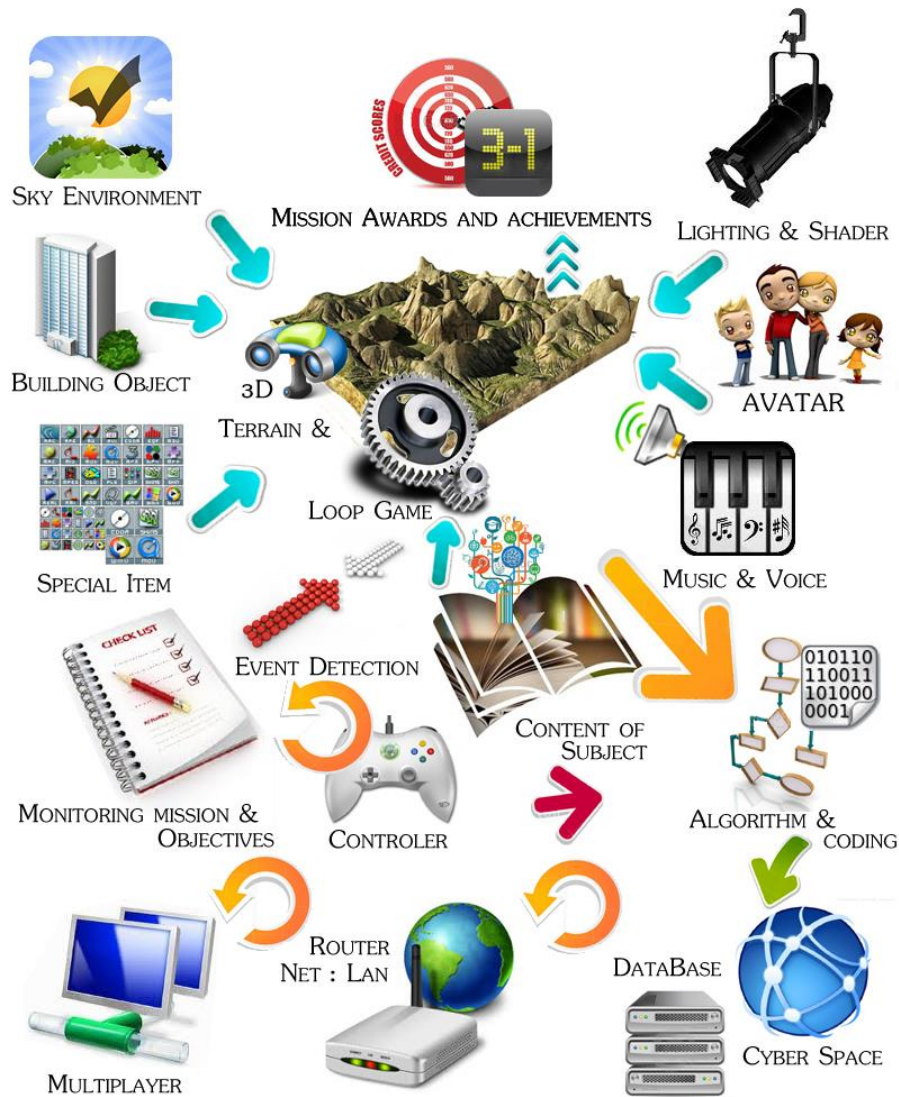 CREDIT SCORES
3-1
SKY ENVIRONMENT
MISSION AWARDS AND ACHIEVEMENTS
LIGHTING & SHADER
BUILDING OBJECT
3D
TERRAIN &
LOOP GAME
AVATAR
SPECIAL ITEM
MUSIC & VOICE
CHECK LIST
EVENT DETECTION
010110
110011
101000
0001
CONTENT OF
SUBJECT
MONITORING MISSION &
OBJECTIVES
CONTROLER
ALGORITHM &
CODING
ROUTER
NET : LAN
DATABASE
MULTIPLAYER
CYBER SPACE